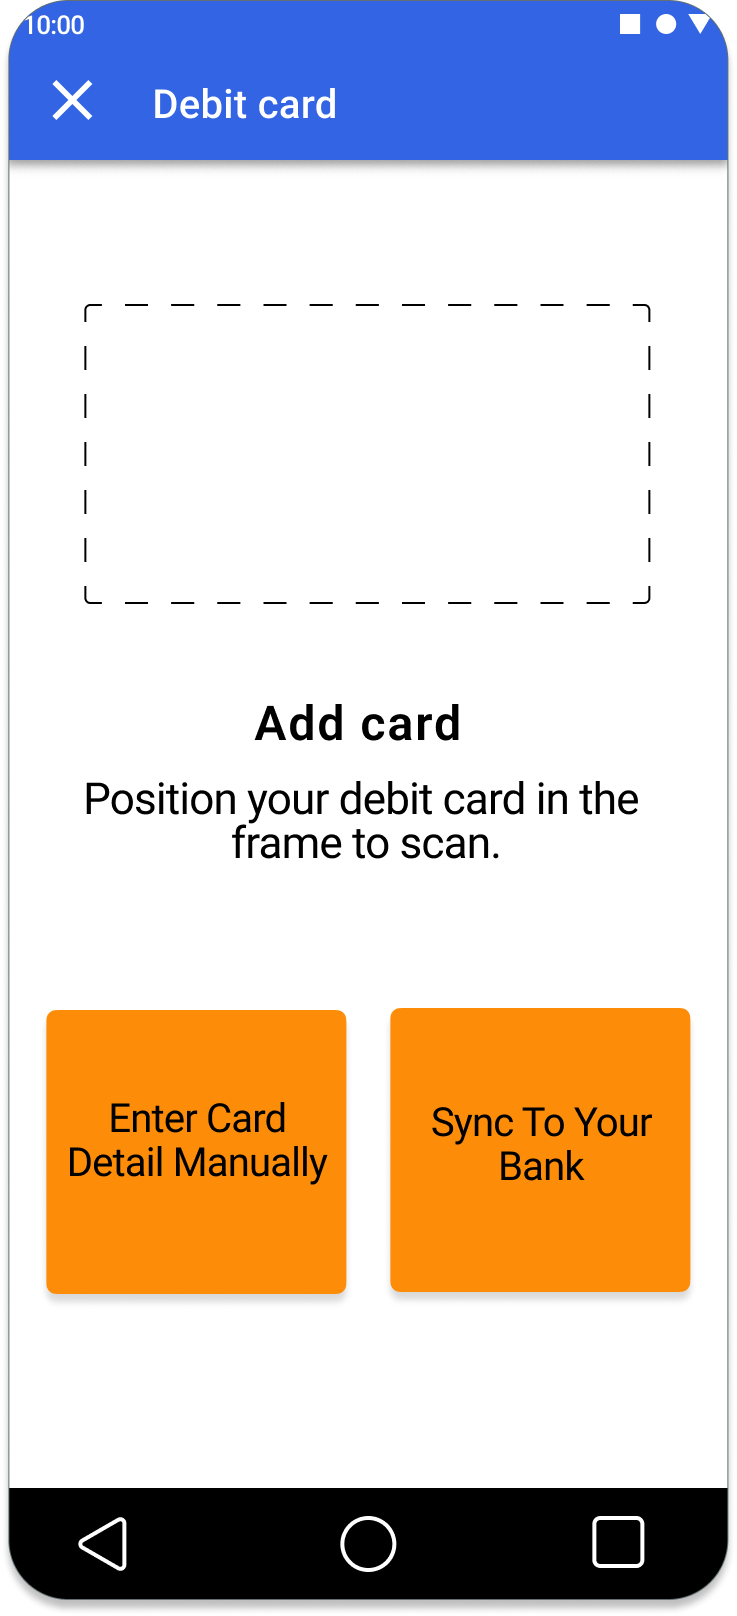 10:00
Debit card
Add card
Position your debit card in the
frame to scan.
Enter Card
Detail Manually
Sync To Your
Bank